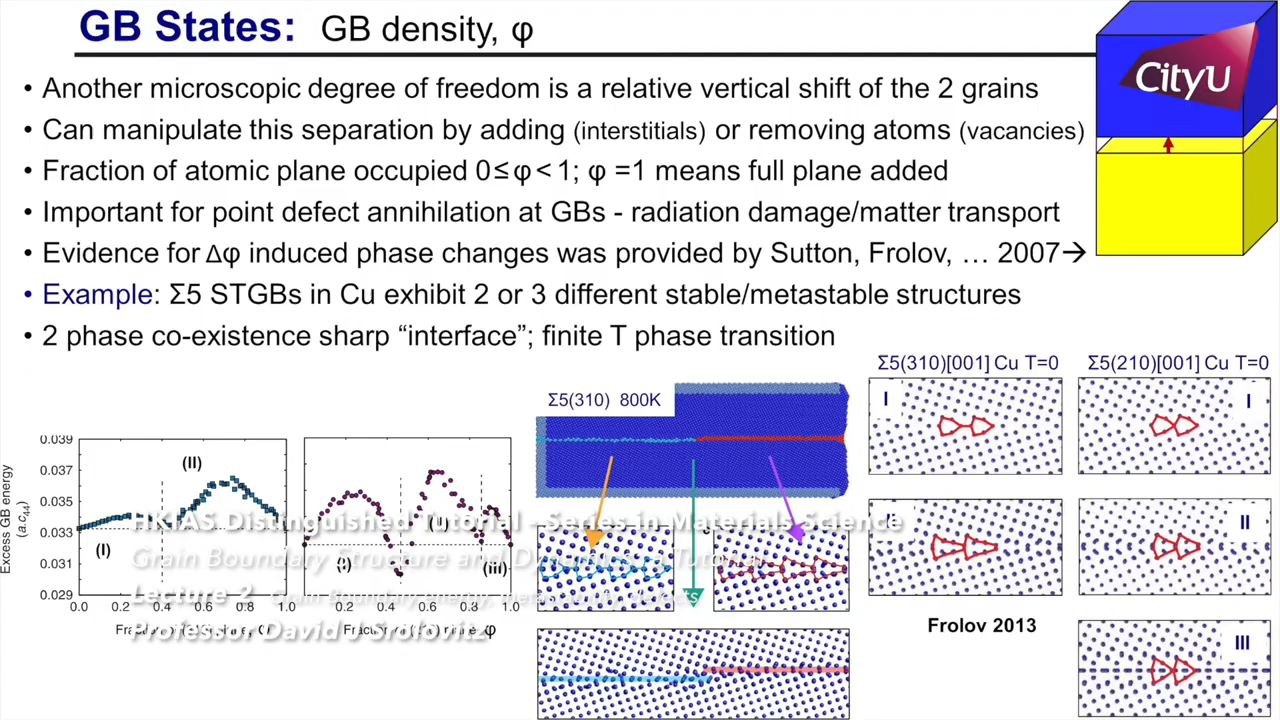 GB States: GB density, φ
CityU
• Another microscopic degree of freedom is a relative vertical shift of the 2 grains
• Can manipulate this separation by adding (interstitials) or removing atoms (vacancies)
• Fraction of atomic plane occupied 0≤φ<1; φ =1 means full plane added
• Important for point defect annihilation at GBs - radiation damage/matter transport
• Evidence for Δφ induced phase changes was provided by Sutton, Frolov, … 2007→
• Example: Σ5 STGBs in Cu exhibit 2 or 3 different stable/metastable structures
• 2 phase co-existence sharp “interface”; finite T phase transition
Σ5(310)[001] Cu T=0 Σ5(210)[001] Cu T=0
Σ5(310) 800K
I I
II
III
Frolov 2013
Excess GB energy
(a.c44)
0.039
0.037
0.035
0.033
0.031
0.029
(I) (II)
(iii)
0.0 0.2 0.4 0.6 0.8 1.0
0.2 0.4 0.6 0.8 1.0
HKIAS Distinguished Tutorial - Series in Materials Science
Grain Boundary Structure and Dynamics: A Tutorial
Lecture 2 Grain Boundary energy, metastability, defects
Professor David J Srolovitz